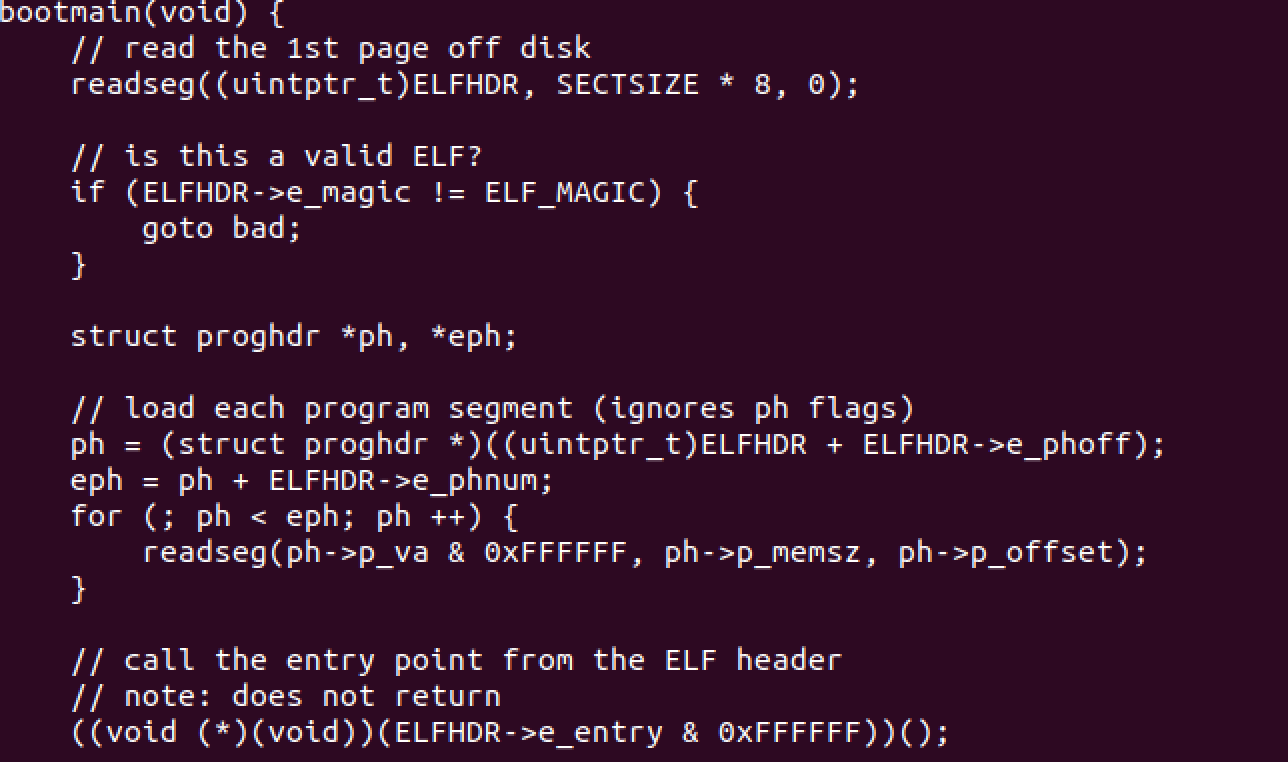 bootmain(void) {
    // read the 1st page off disk
    readseg((uintptr_t)ELFHDR, SECTSIZE * 8, 0);

    // is this a valid ELF?
    if (ELFHDR->e_magic != ELF_MAGIC) {
        goto bad;
    }

    struct proghdr *ph, *eph;

    // load each program segment (ignores ph flags)
    ph = (struct proghdr *)((uintptr_t)ELFHDR + ELFHDR->e_phoff);
    eph = ph + ELFHDR->e_phnum;
    for (; ph < eph; ph ++) {
        readseg(ph->p_va & 0xFFFFFF, ph->p_memsz, ph->p_offset);
    }

    // call the entry point from the ELF header
    // note: does not return
    ((void (*)(void))(ELFHDR->e_entry & 0xFFFFFF))();